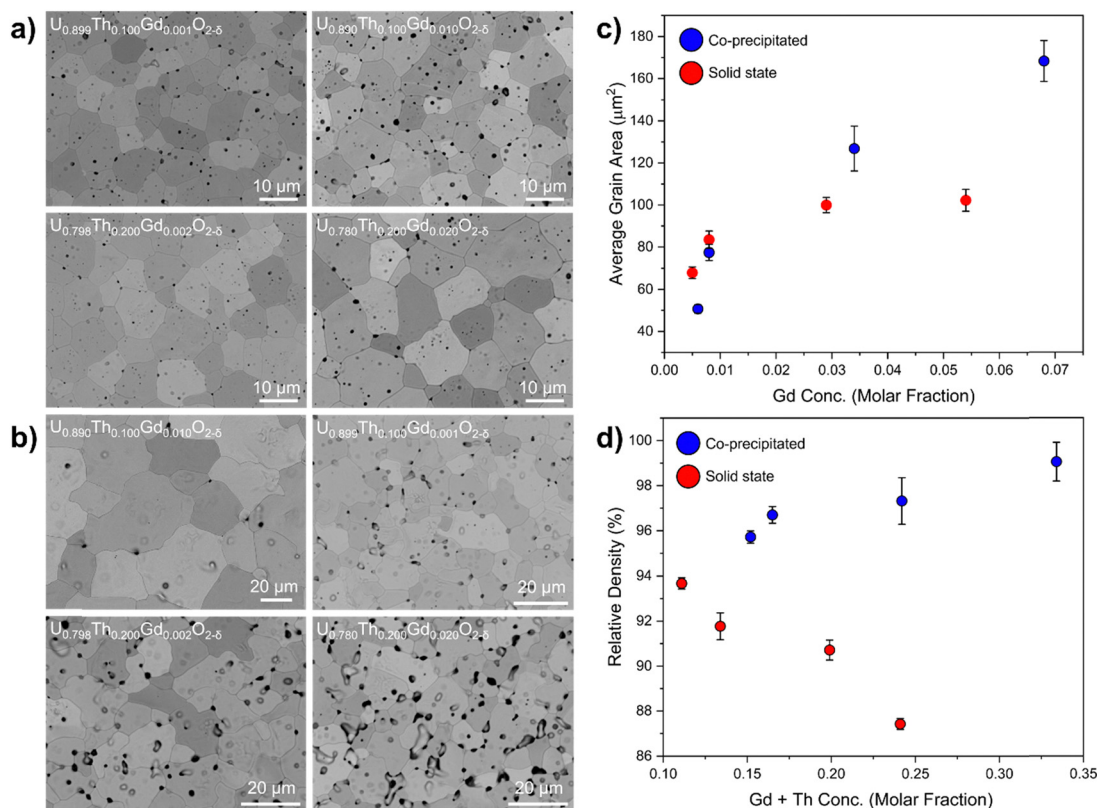 a)
U0.899Th0.100Gd0.001O2-δ
U0.890Th0.100Gd0.010O2-δ
10 µm
10 µm
U0.798Th0.200Gd0.002O2-δ
U0.780Th0.200Gd0.020O2-δ
10 µm
10 µm
b)
U0.890Th0.100Gd0.010O2-δ
U0.899Th0.100Gd0.001O2-δ
20 µm
20 µm
U0.798Th0.200Gd0.002O2-δ
U0.780Th0.200Gd0.020O2-δ
20 µm
20 µm
c)
Co-precipitated
Solid state
Average Grain Area (µm²)
180
160
140
120
100
80
60
40
0.00 0.01 0.02 0.03 0.04 0.05 0.06 0.07
Gd Conc. (Molar Fraction)
d)
Co-precipitated
Solid state
Relative Density (%)
100
98
96
94
92
90
88
86
0.10 0.15 0.20 0.25 0.30 0.35
Gd + Th Conc. (Molar Fraction)